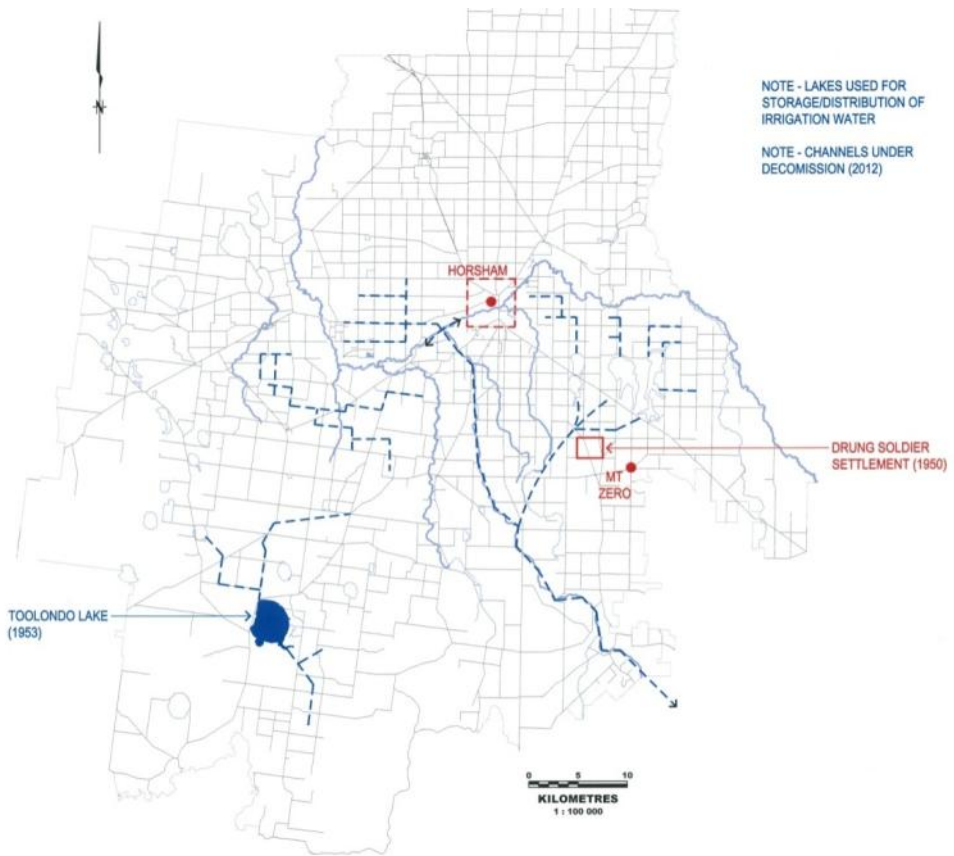 N
NOTE - LAKES USED FOR
STORAGE/DISTRIBUTION OF
IRRIGATION WATER
NOTE - CHANNELS UNDER
DECOMISSION (2012)
HORSHAM
DRUNG SOLDIER
SETTLEMENT (1950)
MT
ZERO
TOOLONDO LAKE
(1953)
0 5 10
KILOMETRES
1 : 100 000